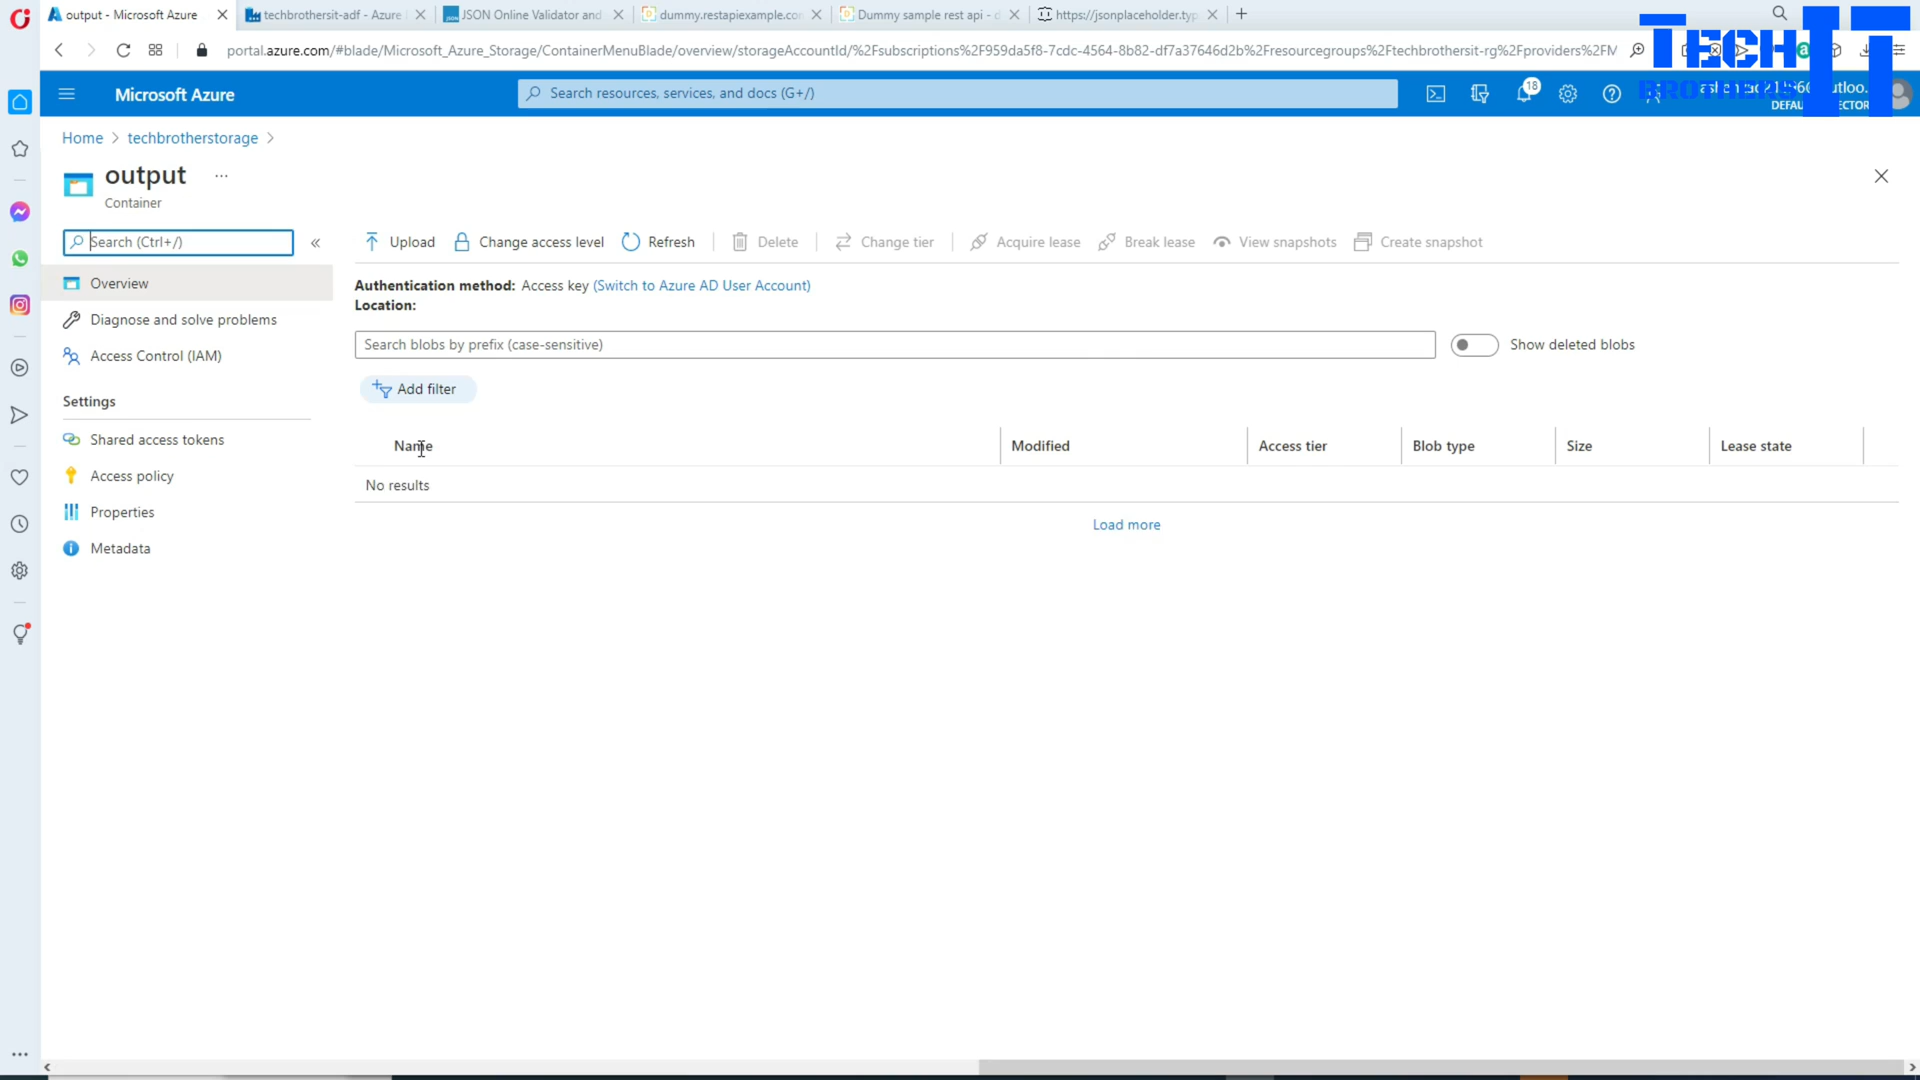 output - Microsoft Azure
techbrothersit-adf - Azure
JSON Online Validator and
dummy.restapiexample.co
Dummy sample rest api - d
https://jsonplaceholder.typ
portal.azure.com/#blade/Microsoft_Azure_Storage/ContainerMenuBlade/overview/storageAccountId/%2Fsubscriptions%2F959da5f8-7cdc-4564-8b82-df7a37646d2b%2Fresourcegroups%2Ftechbrothersit-rg%2Fproviders%2FM
TECH IT
BROTHERS
Microsoft Azure
Search resources, services, and docs (G+/)
18
Home > techbrotherstorage >
output ...
Container
Search (Ctrl+/)
«
Upload
Change access level
Refresh
Delete
Change tier
Acquire lease
Break lease
View snapshots
Create snapshot
Overview
Diagnose and solve problems
Access Control (IAM)
Settings
Shared access tokens
Access policy
Properties
Metadata
Authentication method: Access key (Switch to Azure AD User Account)
Location:
Search blobs by prefix (case-sensitive)
Show deleted blobs
Add filter
Name
Modified
Access tier
Blob type
Size
Lease state
No results
Load more